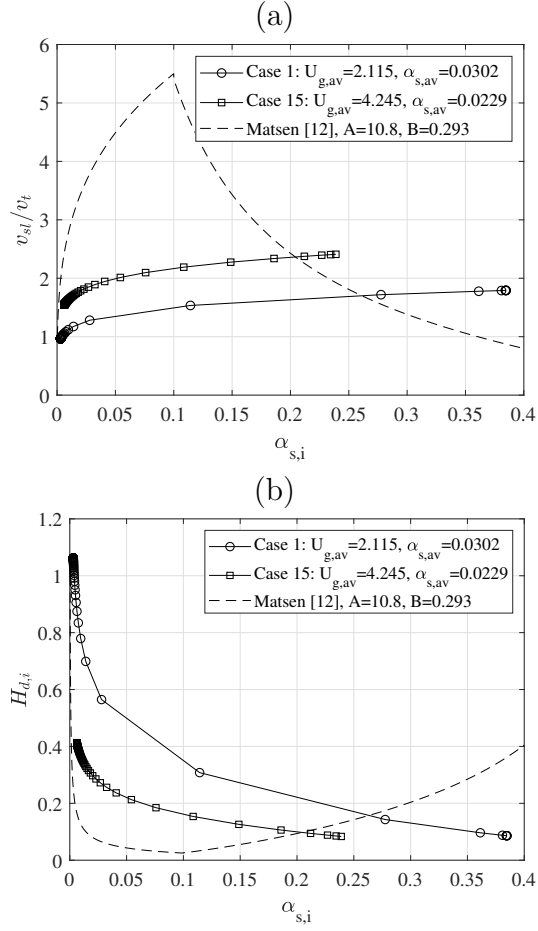 (a)
6
5
4
3
2
1
0
v_sl/v_t
Case 1: U_g,av=2.115, α_s,av=0.0302
Case 15: U_g,av=4.245, α_s,av=0.0229
Matsen [12], A=10.8, B=0.293
0 0.05 0.1 0.15 0.2 0.25 0.3 0.35 0.4
α_s,i
(b)
1.2
1
0.8
0.6
0.4
0.2
0
H_d,i
Case 1: U_g,av=2.115, α_s,av=0.0302
Case 15: U_g,av=4.245, α_s,av=0.0229
Matsen [12], A=10.8, B=0.293
0 0.05 0.1 0.15 0.2 0.25 0.3 0.35 0.4
α_s,i